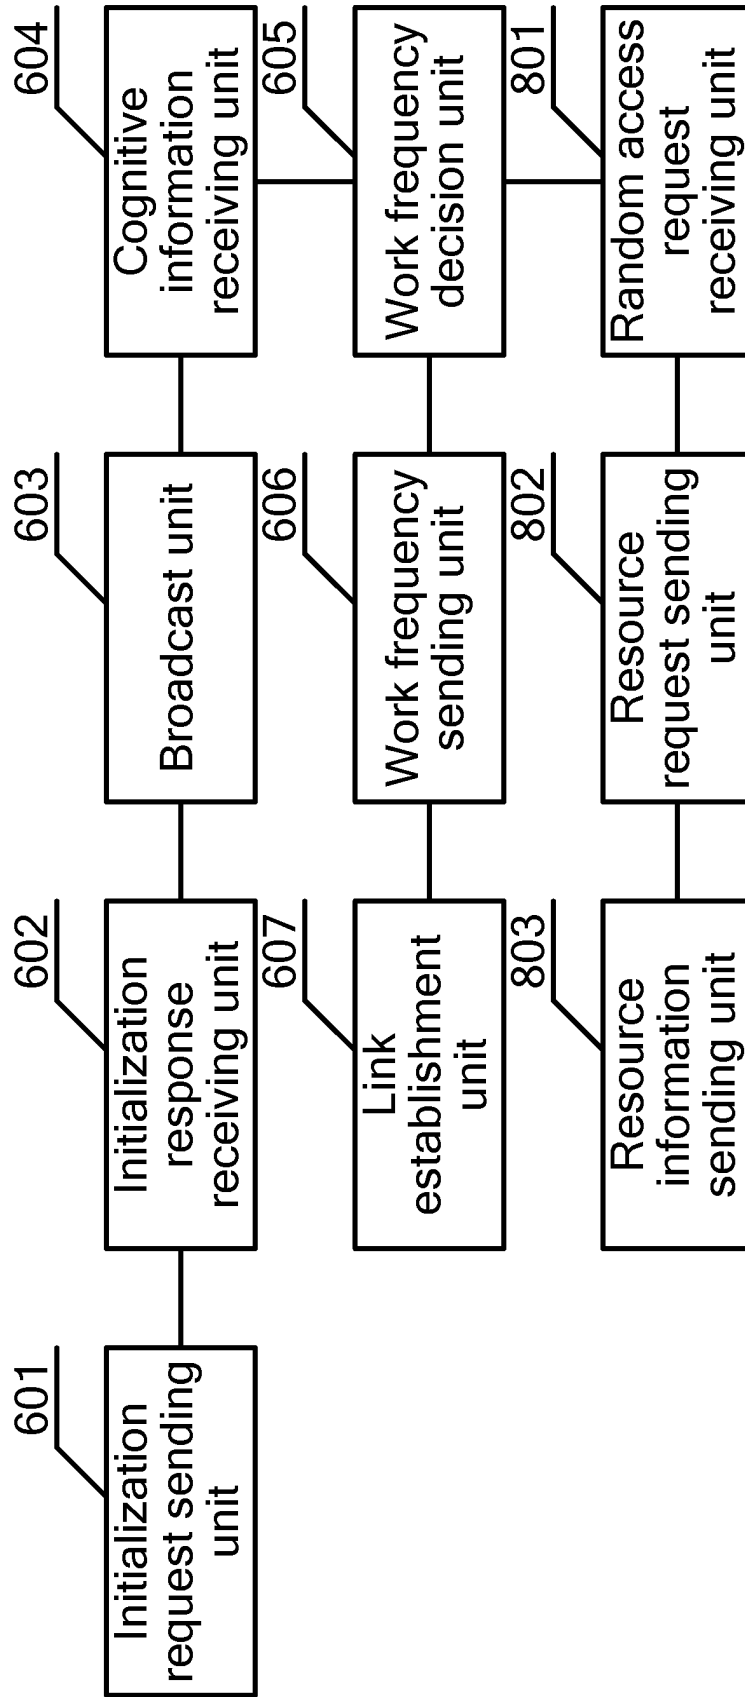 601
Initialization
request sending
unit
602
Initialization
response
receiving unit
603
Broadcast unit
604
Cognitive
information
receiving unit
607
Link
establishment
unit
606
Work frequency
sending unit
605
Work frequency
decision unit
803
Resource
information
sending unit
802
Resource
request sending
unit
801
Random access
request
receiving unit